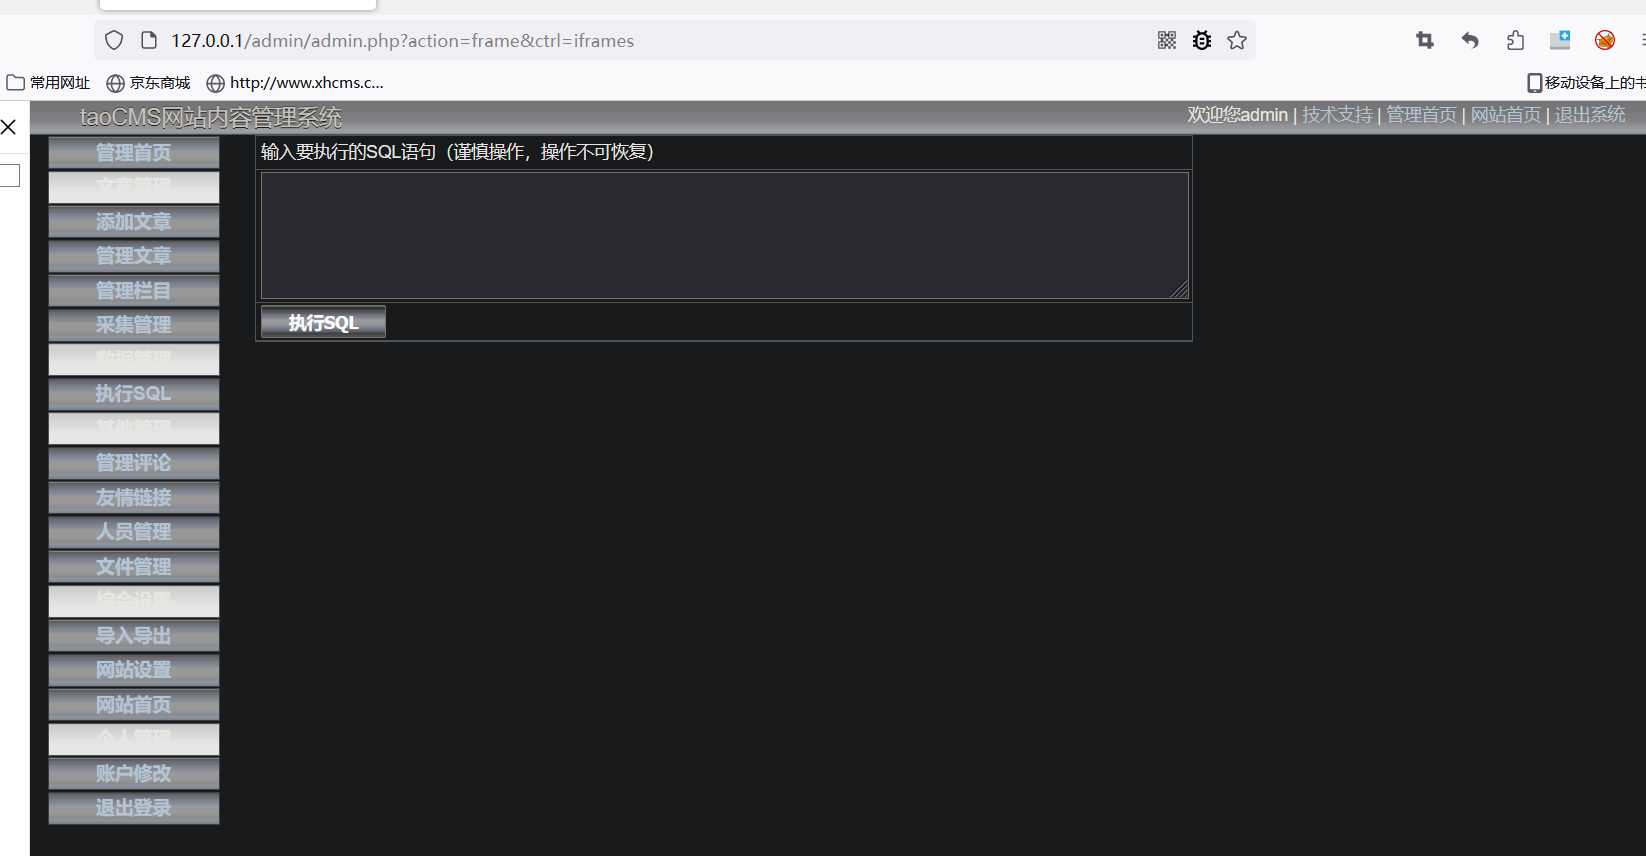 127.0.0.1/admin/admin.php?action=frame&ctrl=iframes
常用网址 京东商城 http://www.xhcms.c... 移动设备上的书
taoCMS网站内容管理系统
欢迎您admin | 技术支持 | 管理首页 | 网站首页 | 退出系统
管理首页
文章管理
添加文章
管理文章
管理栏目
采集管理
数据管理
执行SQL
其他管理
管理评论
友情链接
人员管理
文件管理
综合设置
导入导出
网站设置
网站首页
个人管理
账户修改
退出登录
输入要执行的SQL语句（谨慎操作，操作不可恢复）
执行SQL